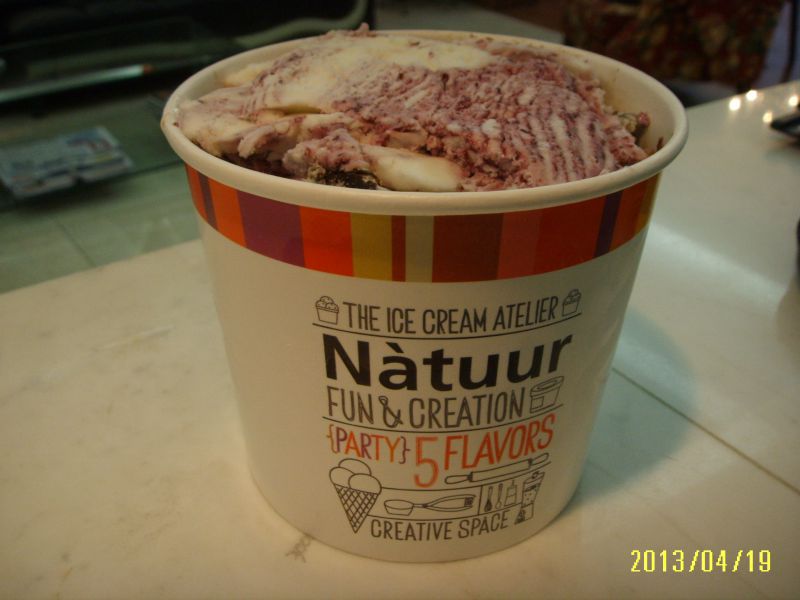 THE ICE CREAM ATELIER
Nàtuur
FUN & CREATION
{PARTY} 5 FLAVORS
CREATIVE SPACE
2013/04/19